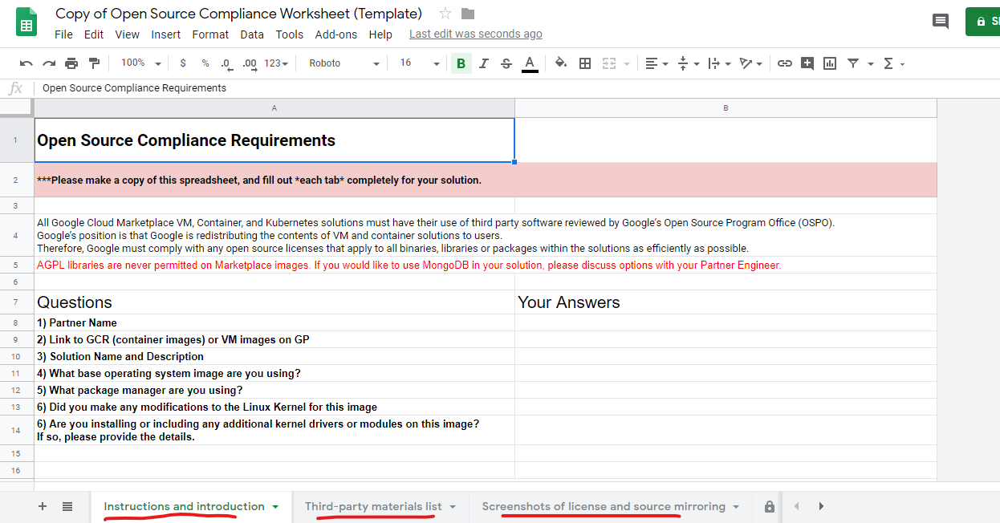 Copy of Open Source Compliance Worksheet (Template)
File Edit View Insert Format Data Tools Add-ons Help Last edit was seconds ago
100% $ % .0 .00 123 Roboto 16 B I S A Σ
fx Open Source Compliance Requirements
A B
1 Open Source Compliance Requirements
2 ***Please make a copy of this spreadsheet, and fill out *each tab* completely for your solution.
3
All Google Cloud Marketplace VM, Container, and Kubernetes solutions must have their use of third party software reviewed by Google's Open Source Program Office (OSPO).
4 Google's position is that Google is redistributing the contents of VM and container solutions to users.
Therefore, Google must comply with any open source licenses that apply to all binaries, libraries or packages within the solutions as efficiently as possible.
5 AGPL libraries are never permitted on Marketplace images. If you would like to use MongoDB in your solution, please discuss options with your Partner Engineer.
6
7 Questions Your Answers
8 1) Partner Name
9 2) Link to GCR (container images) or VM images on GP
10 3) Solution Name and Description
11 4) What base operating system image are you using?
12 5) What package manager are you using?
13 6) Did you make any modifications to the Linux Kernel for this image
14 6) Are you installing or including any additional kernel drivers or modules on this image?
If so, please provide the details.
15
16
Instructions and introduction Third-party materials list Screenshots of license and source mirroring